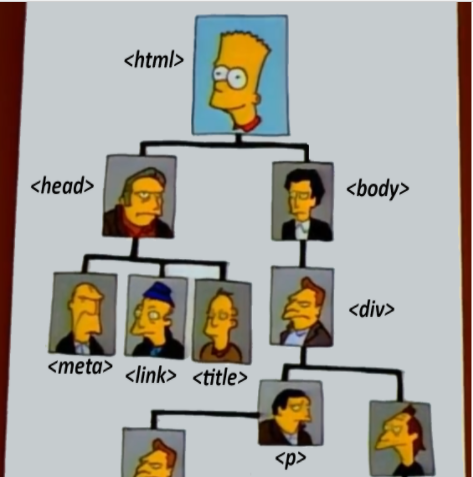 <html>
<head>
<body>
<div>
<meta>
<link>
<title>
<p>